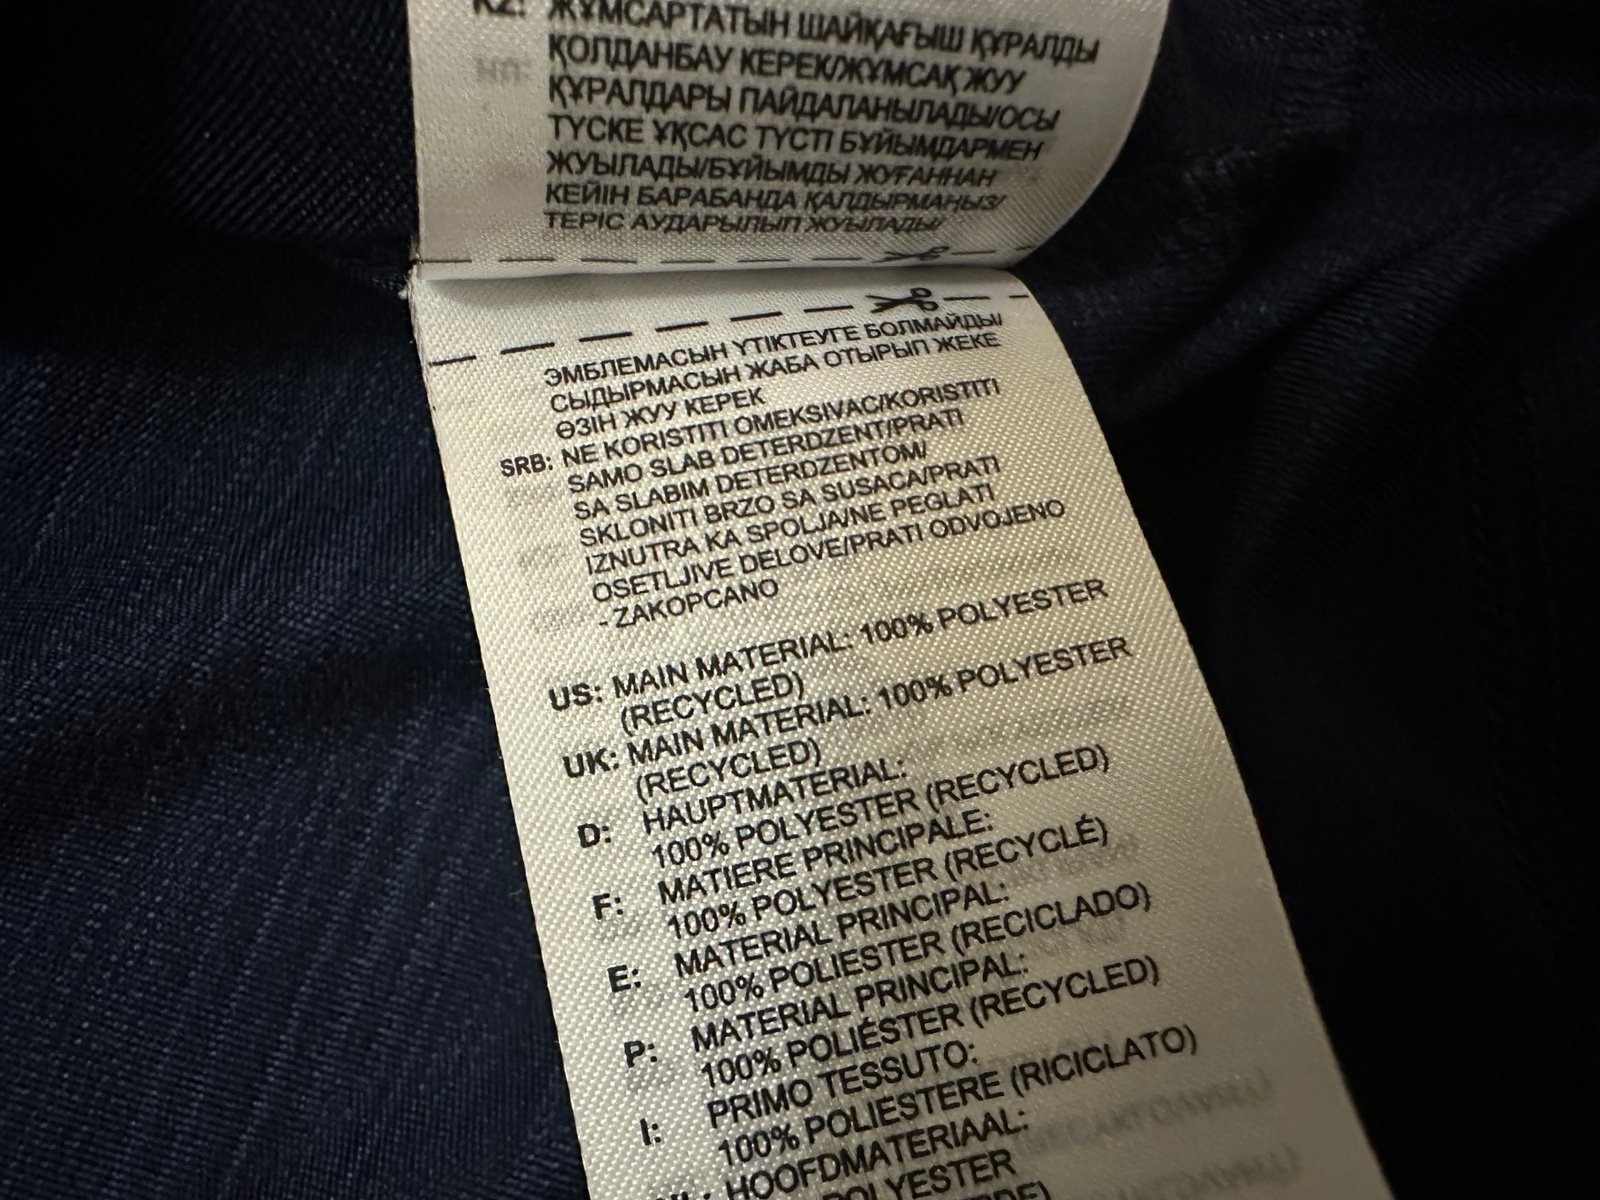 KZ: ЖҰМСАРТАТЫН ШАЙҚАҒЫШ ҚҰРАЛДЫ
ҚОЛДАНБАУ КЕРЕК/ЖҰМСАҚ ЖУУ
ҚҰРАЛДАРЫ ПАЙДАЛАНЫЛАДЫ/ОСЫ
ТҮСКЕ ҰҚСАС ТҮСТІ БҰЙЫМДАРМЕН
ЖУЫЛАДЫ/БҰЙЫМДЫ ЖУҒАННАН
КЕЙІН БАРАБАНДА ҚАЛДЫРМАҢЫЗ/
ТЕРІС АУДАРЫЛЫП ЖУЫЛАДЫ/
ЭМБЛЕМАСЫН ҮТІКТЕУГЕ БОЛМАЙДЫ/
СЫДЫРМАСЫН ЖАБА ОТЫРЫП ЖЕКЕ
ӨЗІН ЖУУ КЕРЕК
SRB: NE KORISTITI OMEKSIVAC/KORISTITI
SAMO SLAB DETERDZENT/PRATI
SA SLABIM DETERDZENTOM/
SKLONITI BRZO SA SUSACA/PRATI
IZNUTRA KA SPOLJA/NE PEGLATI
OSETLJIVE DELOVE/PRATI ODVOJENO
- ZAKOPCANO
US: MAIN MATERIAL: 100% POLYESTER
(RECYCLED)
UK: MAIN MATERIAL: 100% POLYESTER
(RECYCLED)
D: HAUPTMATERIAL:
100% POLYESTER (RECYCLED)
F: MATIERE PRINCIPALE:
100% POLYESTER (RECYCLÉ)
E: MATERIAL PRINCIPAL:
100% POLIESTER (RECICLADO)
P: MATERIAL PRINCIPAL:
100% POLIÉSTER (RECYCLED)
I: PRIMO TESSUTO:
100% POLIESTERE (RICICLATO)
HOOFDMATERIAAL:
POLYESTER